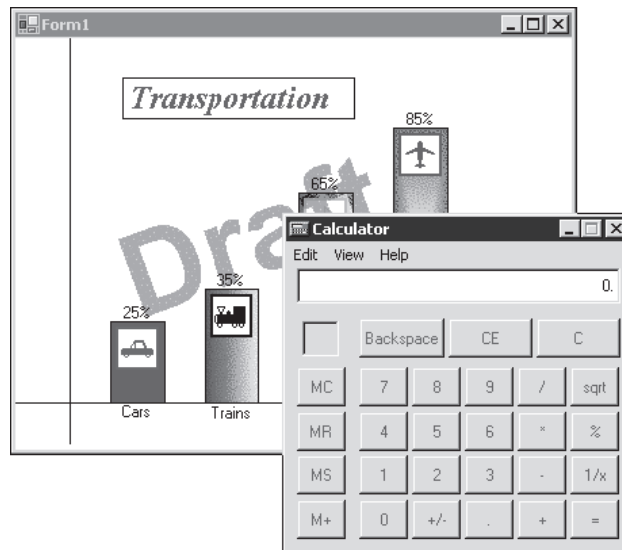 Form1
Transportation
85%
65%
Draft
35%
25%
Cars
Trains
Calculator
Edit View Help
0.
Backspace CE C
MC 7 8 9 / sqrt
MR 4 5 6 * %
MS 1 2 3 - 1/x
M+ 0 +/- . + =